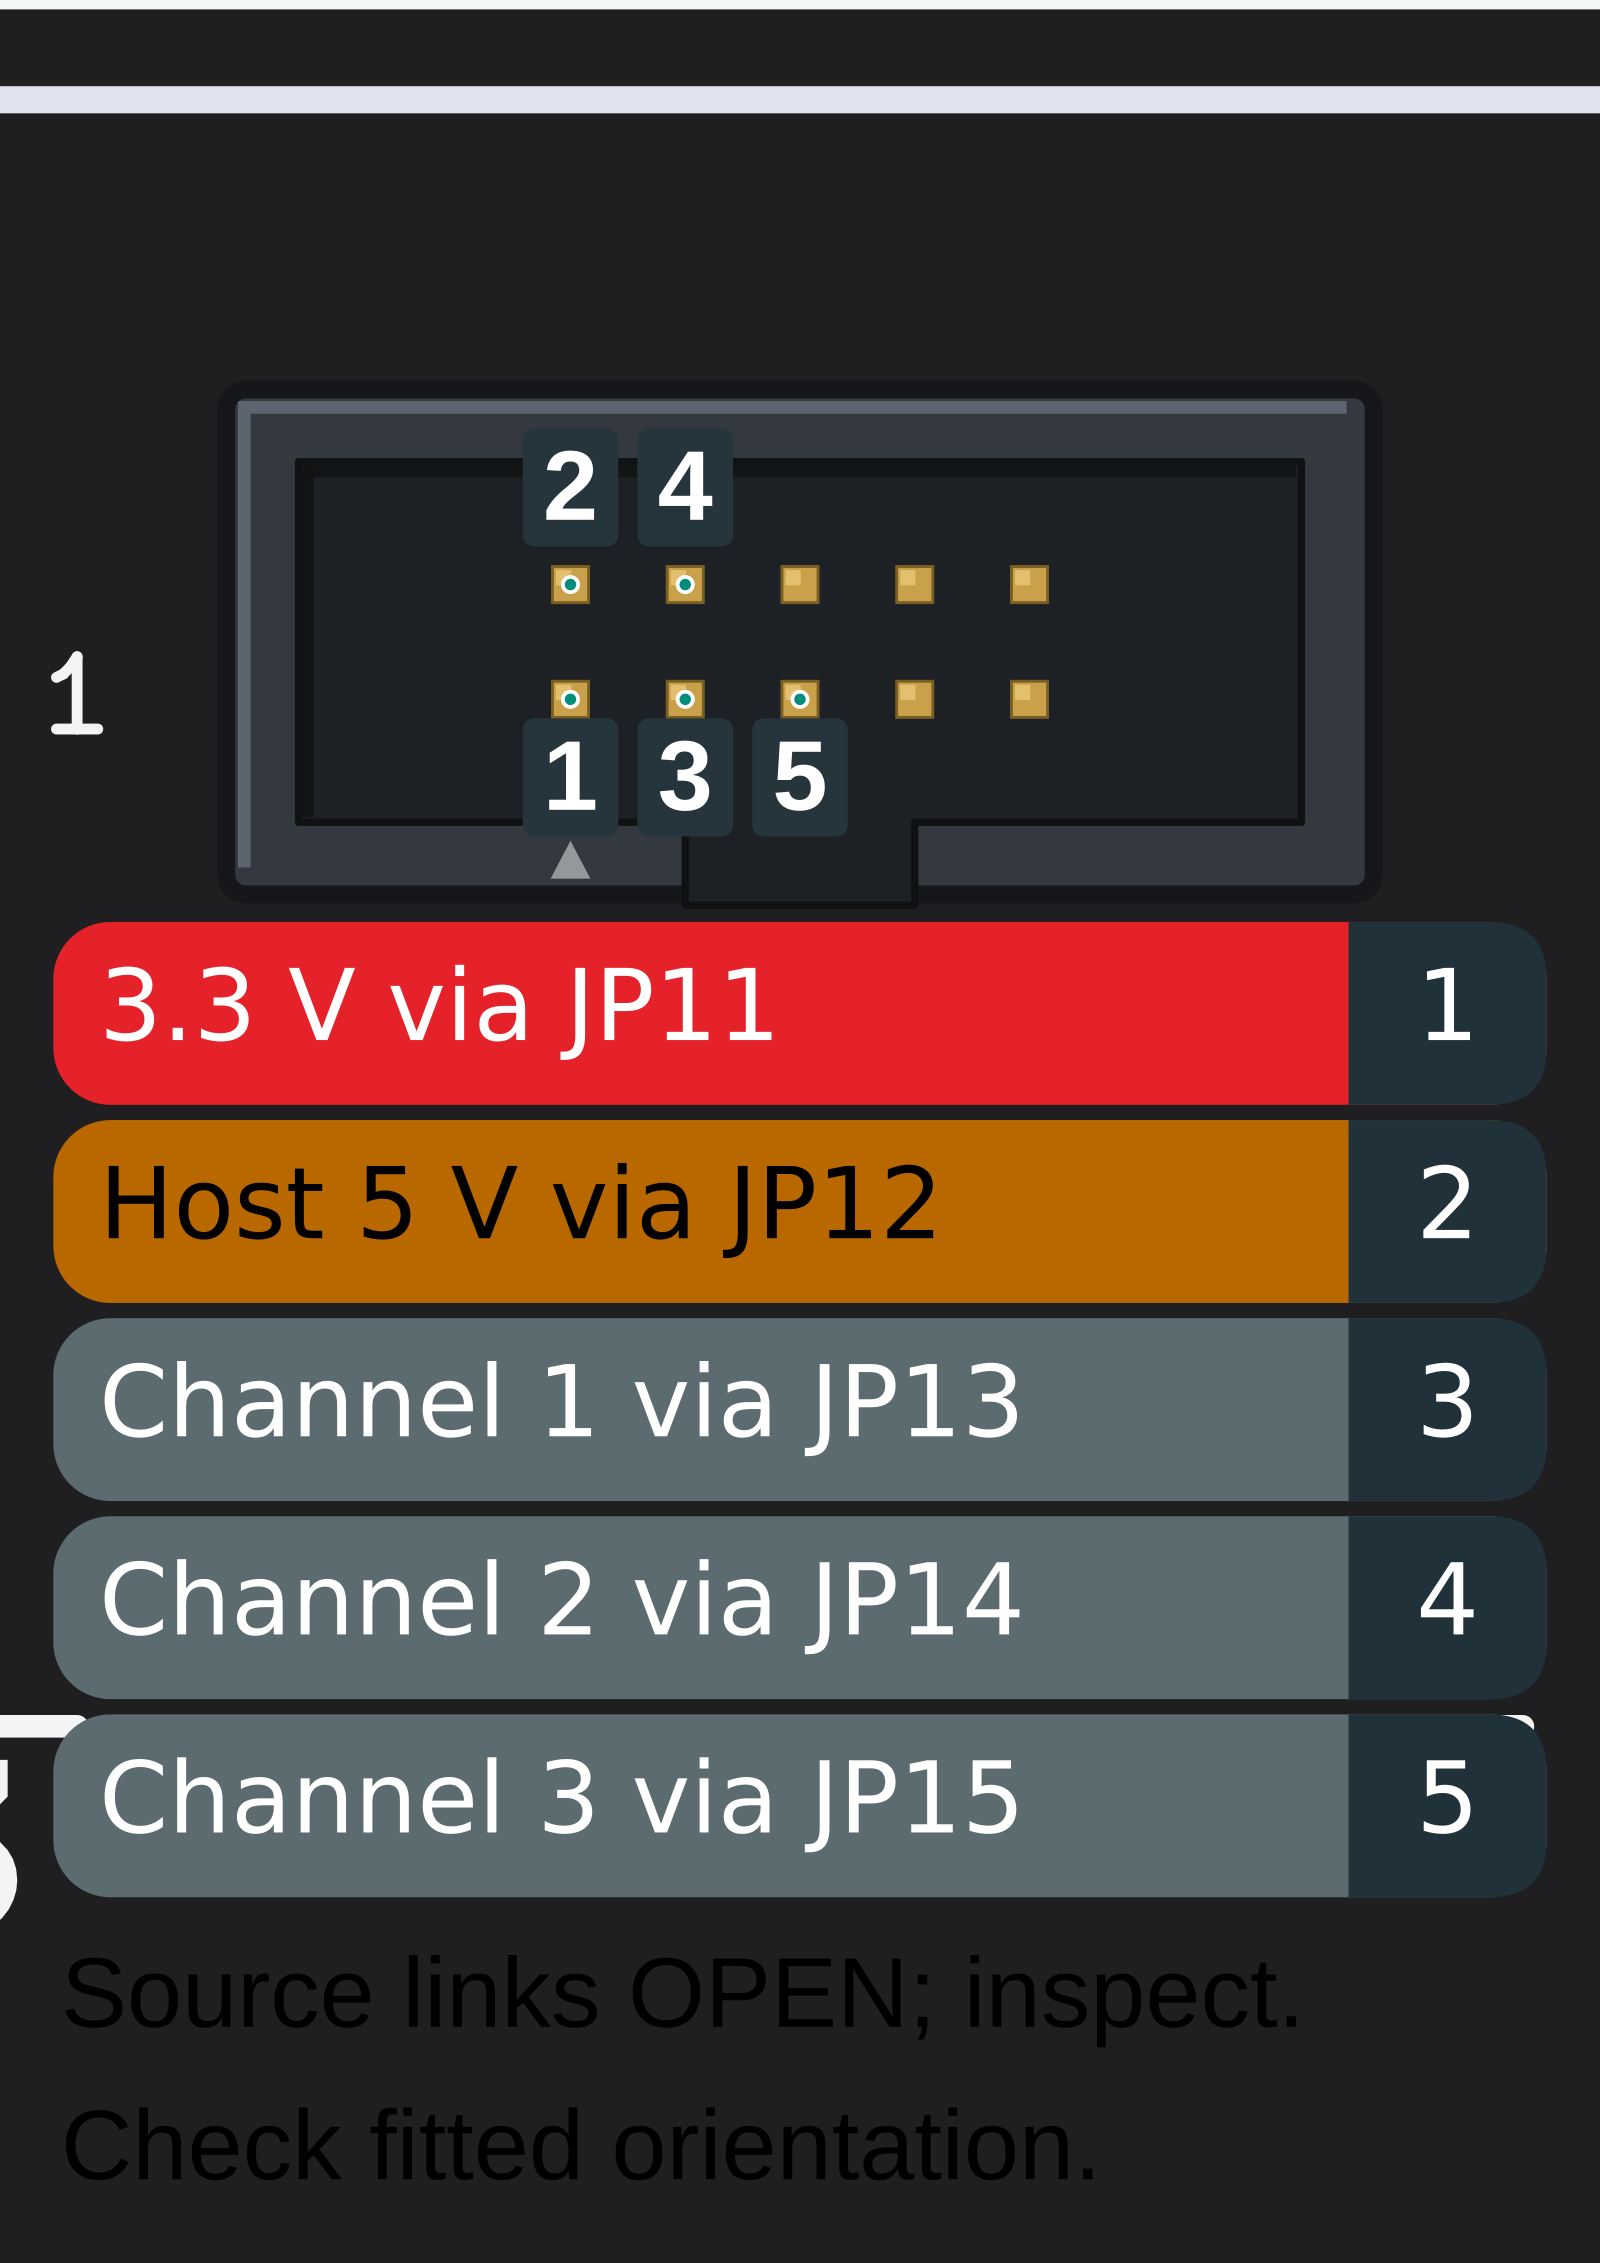 2 4
1
1 3 5
3.3 V via JP11 1
Host 5 V via JP12 2
Channel 1 via JP13 3
Channel 2 via JP14 4
Channel 3 via JP15 5
Source links OPEN; inspect.
Check fitted orientation.